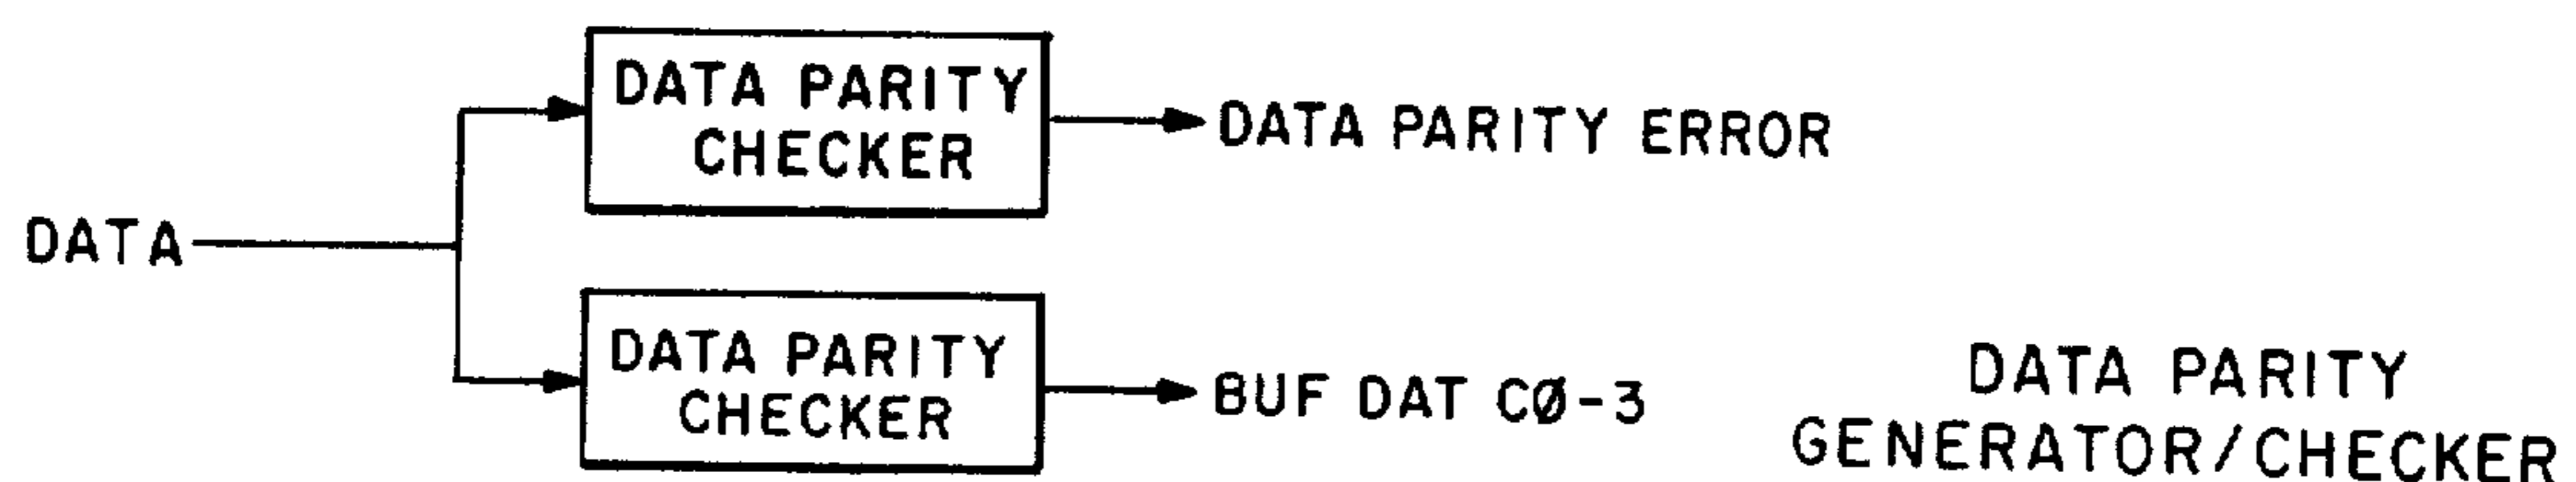 DATA PARITY
CHECKER
DATA PARITY ERROR
DATA
DATA PARITY
CHECKER
BUF DAT CØ-3
DATA PARITY
GENERATOR/CHECKER